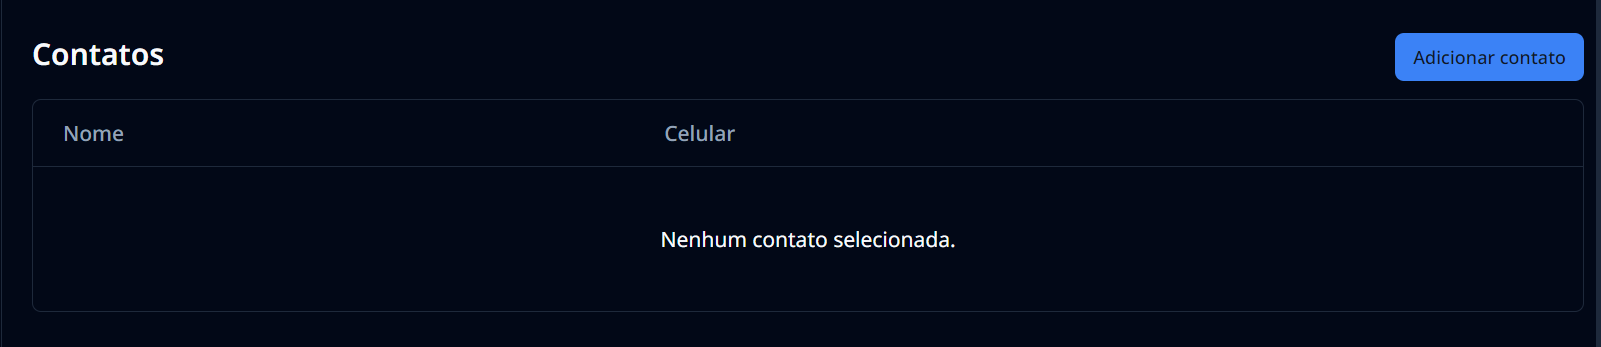 Contatos
Adicionar contato
Nome
Celular
Nenhum contato selecionada.